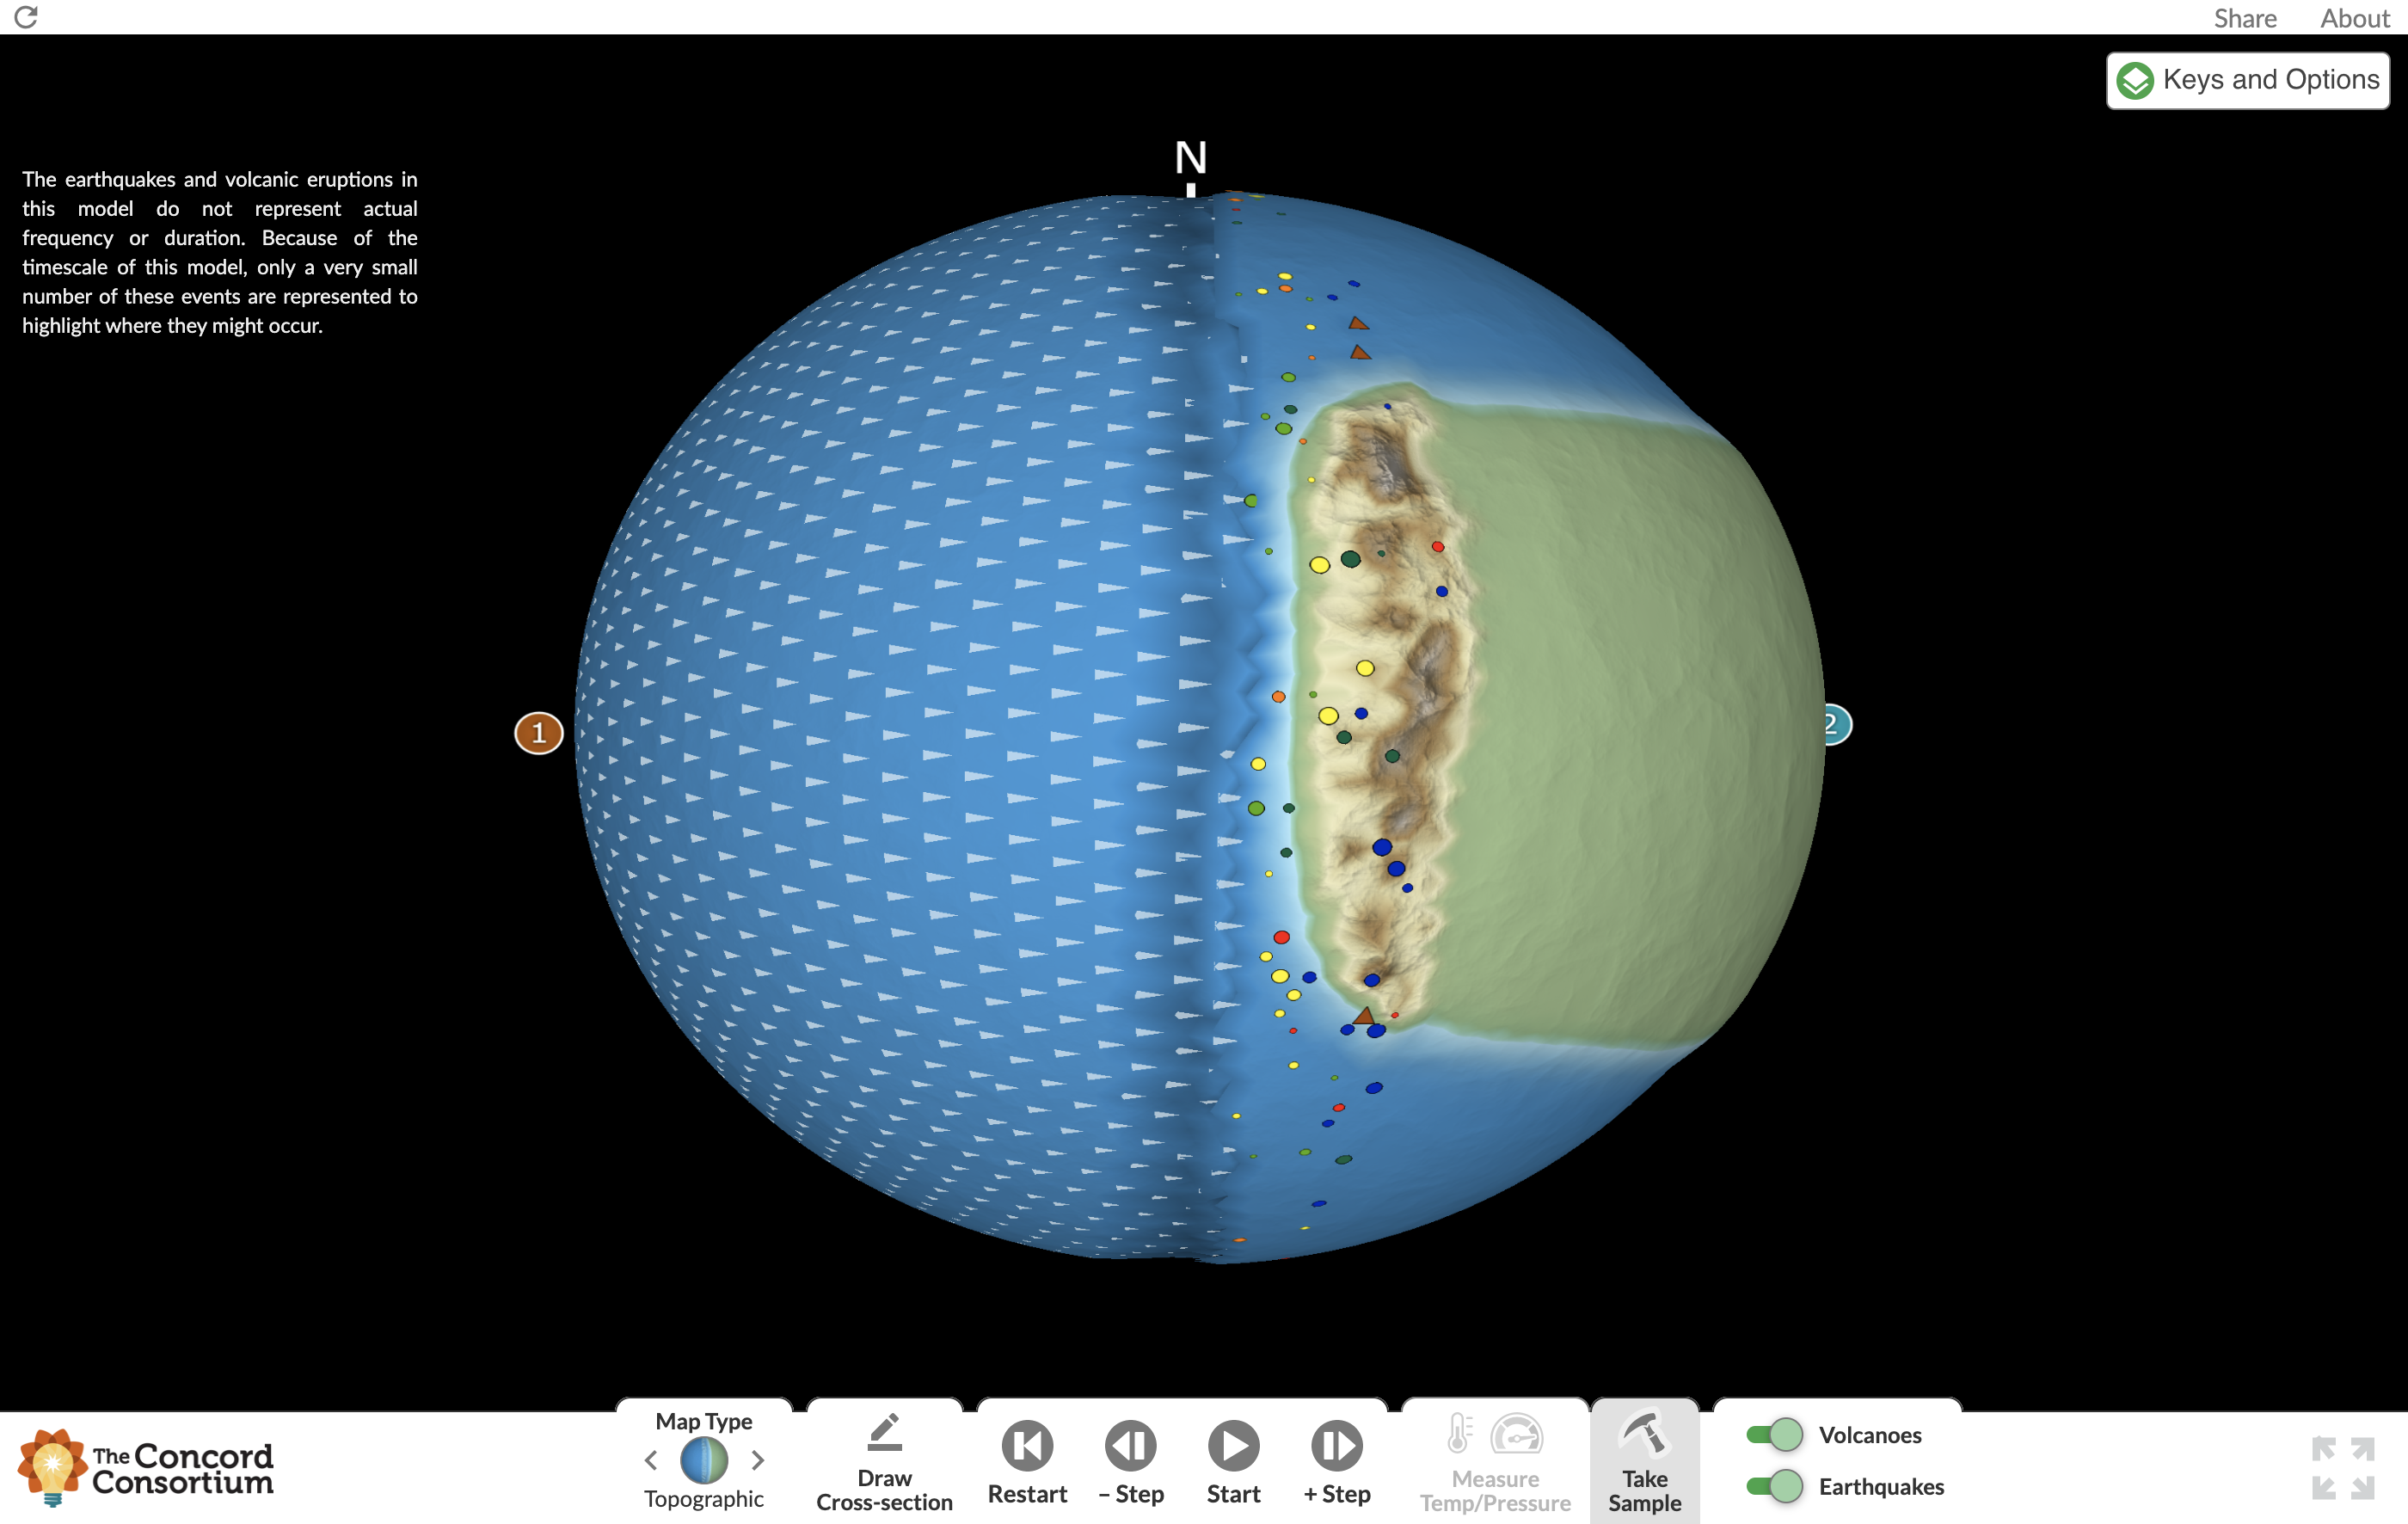 Share About
Keys and Options
N
The earthquakes and volcanic eruptions in
this model do not represent actual
frequency or duration. Because of the
timescale of this model, only a very small
number of these events are represented to
highlight where they might occur.
1
2
The Concord
Consortium
Map Type
Topographic
Draw
Cross-section
Restart
– Step
Start
+ Step
Measure
Temp/Pressure
Take
Sample
Volcanoes
Earthquakes